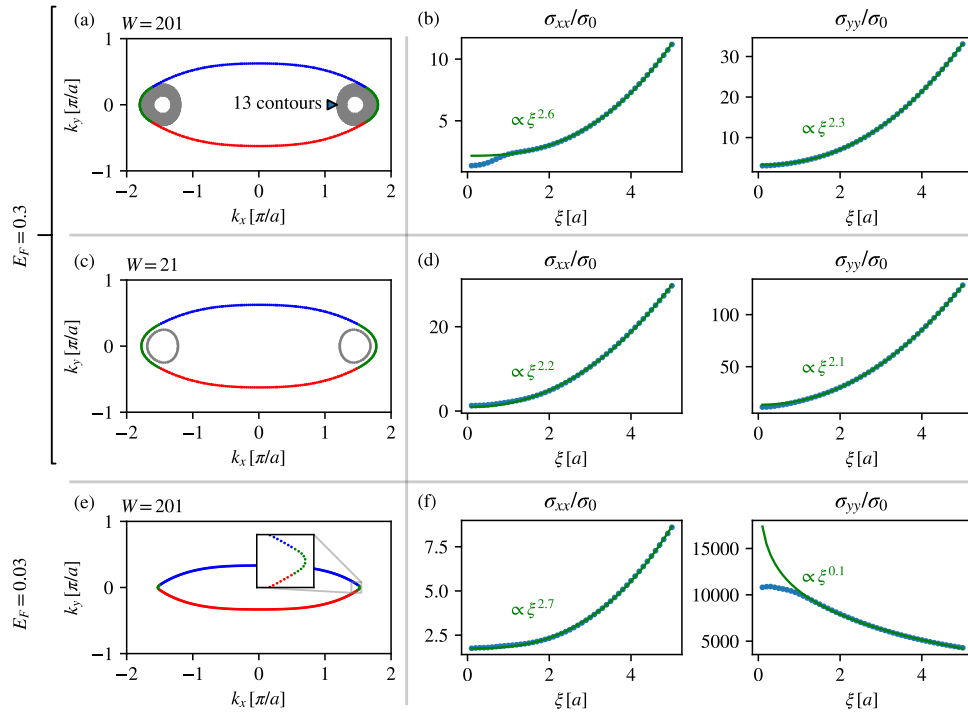 E_F = 0.3
(a)
W = 201
1
0
−1
k_y [π/a]
−2
−1
0
1
2
k_x [π/a]
13 contours
(b)
σ_xx/σ_0
10
5
∝ ξ^2.6
0
2
4
ξ [a]
σ_yy/σ_0
30
20
10
∝ ξ^2.3
0
2
4
ξ [a]
(c)
W = 21
1
0
−1
k_y [π/a]
−2
−1
0
1
2
k_x [π/a]
(d)
σ_xx/σ_0
20
0
∝ ξ^2.2
0
2
4
ξ [a]
σ_yy/σ_0
100
50
∝ ξ^2.1
0
2
4
ξ [a]
E_F = 0.03
(e)
W = 201
1
0
−1
k_y [π/a]
−2
−1
0
1
2
k_x [π/a]
(f)
σ_xx/σ_0
7.5
5.0
2.5
∝ ξ^2.7
0
2
4
ξ [a]
σ_yy/σ_0
15000
10000
5000
∝ ξ^0.1
0
2
4
ξ [a]